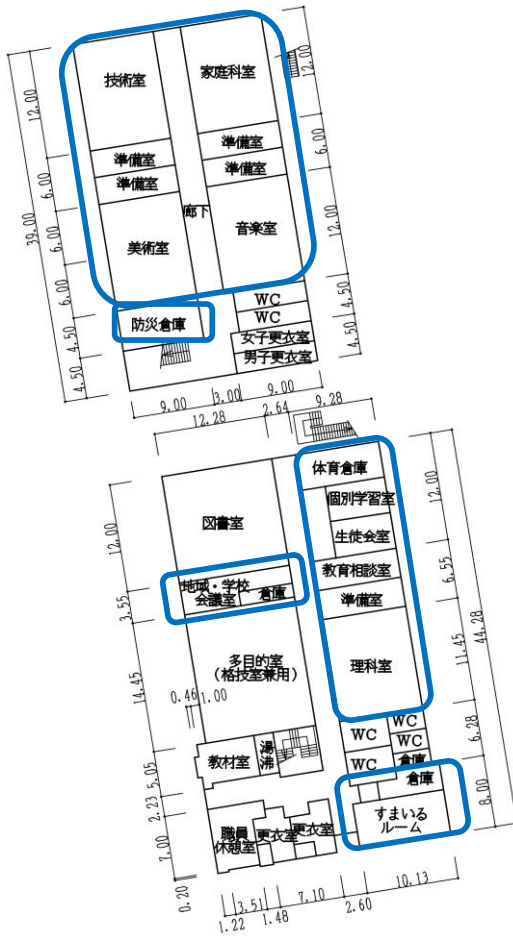 技術室
家庭科室
12.00
12.00
準備室
準備室
準備室
準備室
6.00
6.00
39.00
廊下
美術室
音楽室
6.00
12.00
防災倉庫
WC
WC
女子更衣室
男子更衣室
6.00
4.50
4.50
4.50
4.50
9.00
3.00
9.00
12.28
2.64
9.28
体育倉庫
個別学習室
図書室
生徒会室
12.00
12.00
地域・学校
会議室
倉庫
教育相談室
準備室
3.55
6.55
多目的室
(格技室兼用)
理科室
14.45
11.45
44.28
0.46
1.00
WC
WC
WC
WC
倉庫
倉庫
教材室
湯沸
5.05
6.28
2.23
職員
休憩室
更衣室
更衣室
すまいる
ルーム
7.00
8.00
0.20
1.22
3.51
1.48
7.10
2.60
10.13